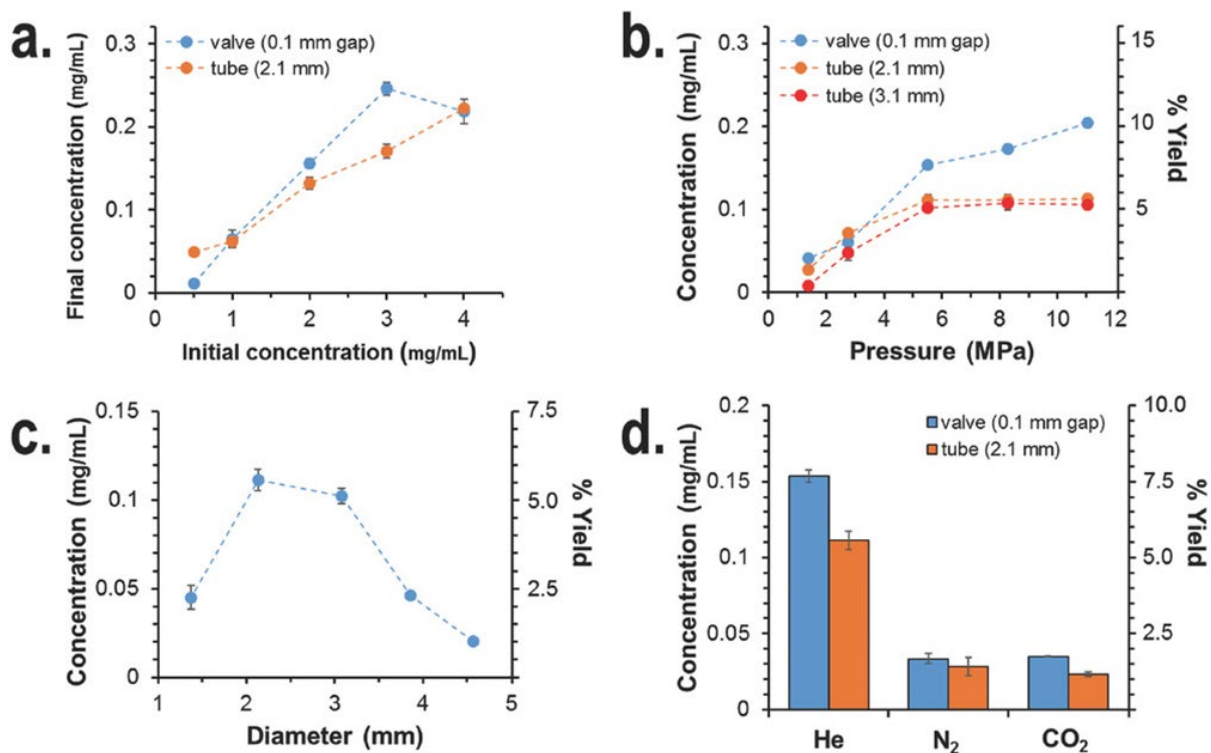 a.
valve (0.1 mm gap)
tube (2.1 mm)
Final concentration (mg/mL)
0.3
0.2
0.1
0
0 1 2 3 4
Initial concentration (mg/mL)
b.
valve (0.1 mm gap)
tube (2.1 mm)
tube (3.1 mm)
Concentration (mg/mL)
0.3
0.2
0.1
0
15
10
5
0
% Yield
0 2 4 6 8 10 12
Pressure (MPa)
c.
Concentration (mg/mL)
0.15
0.1
0.05
0
7.5
5.0
2.5
0
% Yield
1 2 3 4 5
Diameter (mm)
d.
valve (0.1 mm gap)
tube (2.1 mm)
Concentration (mg/mL)
0.2
0.15
0.1
0.05
0
10.0
7.5
5.0
2.5
0
% Yield
He N₂ CO₂